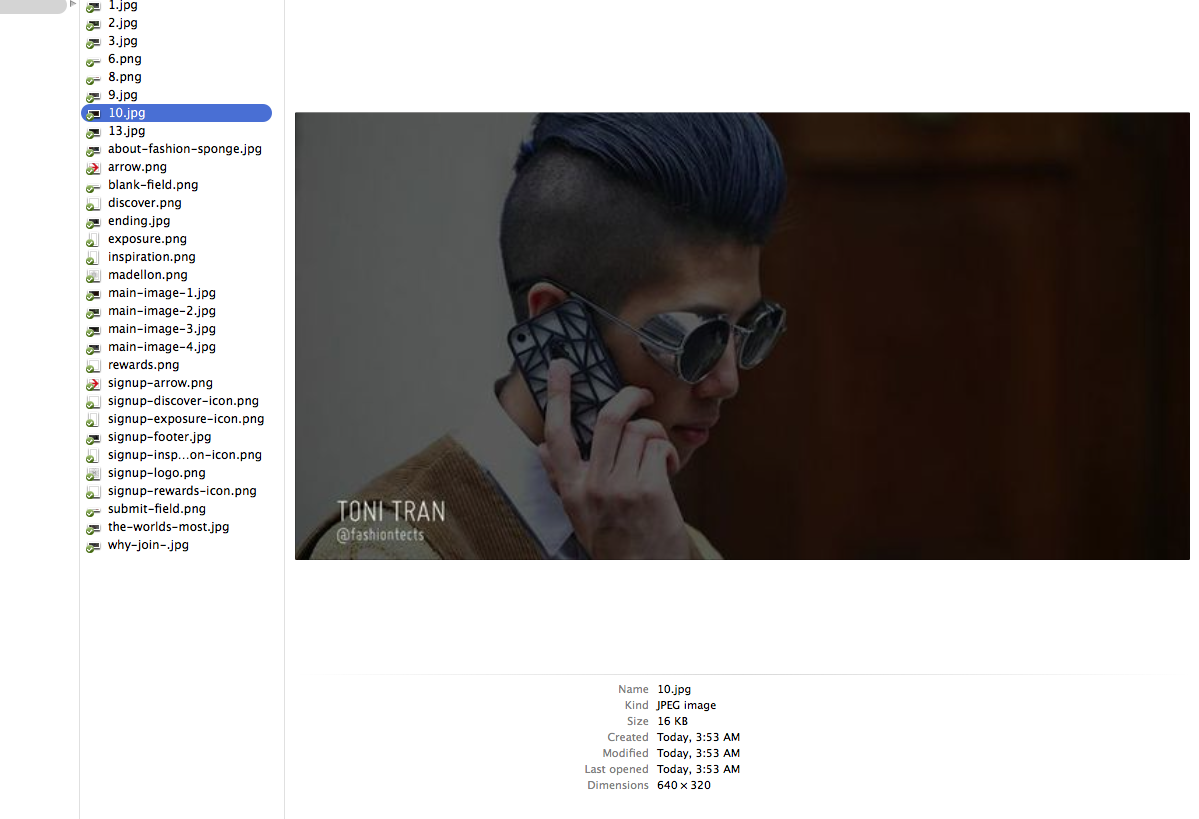 1.jpg
2.jpg
3.jpg
6.png
8.png
9.jpg
10.jpg
13.jpg
about-fashion-sponge.jpg
arrow.png
blank-field.png
discover.png
ending.jpg
exposure.png
inspiration.png
madellon.png
main-image-1.jpg
main-image-2.jpg
main-image-3.jpg
main-image-4.jpg
rewards.png
signup-arrow.png
signup-discover-icon.png
signup-exposure-icon.png
signup-footer.jpg
signup-insp...on-icon.png
signup-logo.png
signup-rewards-icon.png
submit-field.png
the-worlds-most.jpg
why-join-.jpg
TONI TRAN
@fashiontects
Name 10.jpg
Kind JPEG image
Size 16 KB
Created Today, 3:53 AM
Modified Today, 3:53 AM
Last opened Today, 3:53 AM
Dimensions 640 × 320